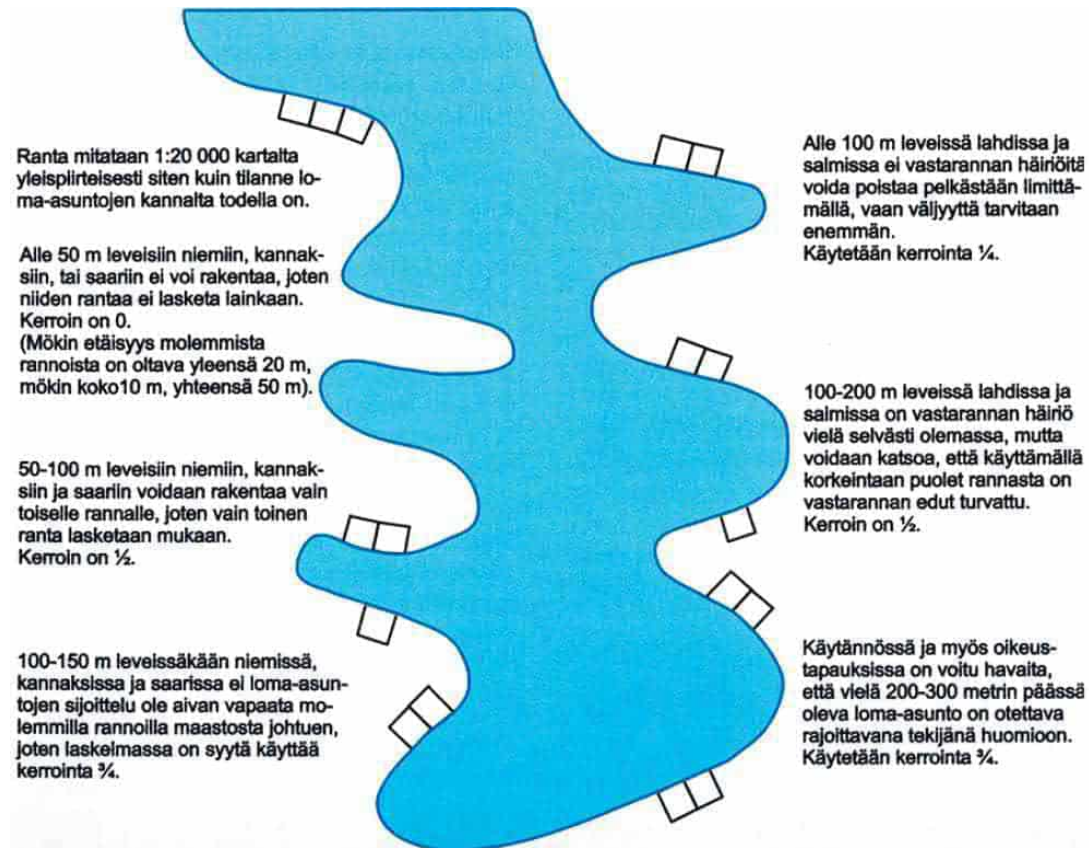 Ranta mitataan 1:20 000 kartalta
yleispiirteisesti siten kuin tilanne lo-
ma-asuntojen kannalta todella on.
Alle 50 m leveisiin niemiin, kannak-
siin, tai saariin ei voi rakentaa, joten
niiden rantaa ei lasketa lainkaan.
Kerroin on 0.
(Mökin etäisyys molemmista
rannoista on oltava yleensä 20 m,
mökin koko10 m, yhteensä 50 m).
50-100 m leveisiin niemiin, kannak-
siin ja saariin voidaan rakentaa vain
toiselle rannalle, joten vain toinen
ranta lasketaan mukaan.
Kerroin on ½.
100-150 m leveissäkään niemissä,
kannaksissa ja saarissa ei loma-asun-
tojen sijoittelu ole aivan vapaata mo-
lemmilla rannoilla maastosta johtuen,
joten laskelmassa on syytä käyttää
kerrointa ¾.
Alle 100 m leveissä lahdissa ja
salmissa ei vastarannan häiriöitä
voida poistaa pelkästään limittä-
mällä, vaan väljyyttä tarvitaan
enemmän.
Käytetään kerrointa ¼.
100-200 m leveissä lahdissa ja
salmissa on vastarannan häiriö
vielä selvästi olemassa, mutta
voidaan katsoa, että käyttämällä
korkeintaan puolet rannasta on
vastarannan edut turvattu.
Kerroin on ½.
Käytännössä ja myös oikeus-
tapauksissa on voitu havaita,
että vielä 200-300 metrin päässä
oleva loma-asunto on otettava
rajoittavana tekijänä huomioon.
Käytetään kerrointa ¾.